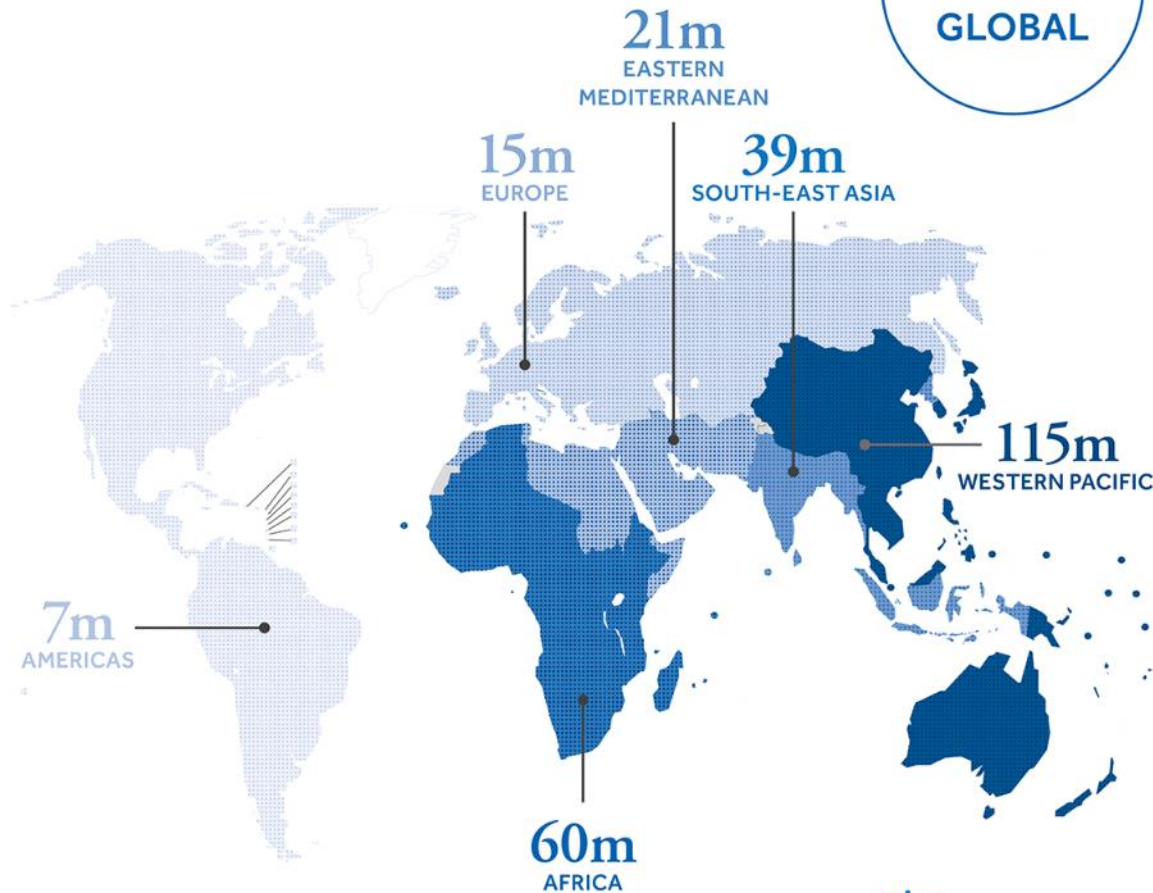 GLOBAL
21m
EASTERN
MEDITERRANEAN
15m
EUROPE
39m
SOUTH-EAST ASIA
115m
WESTERN PACIFIC
7m
AMERICAS
60m
AFRICA